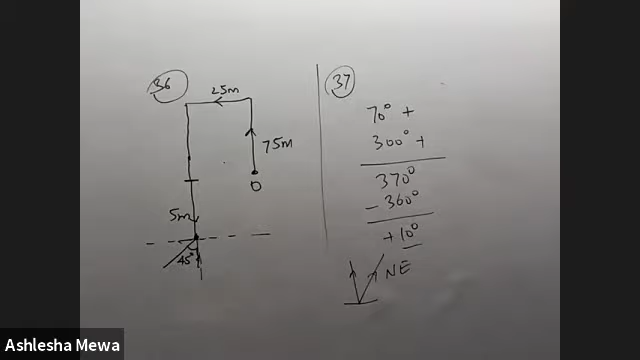 36
25m
75m
O
5m
45°
37
70° +
300° +
370°
- 360°
+ 10°
NE
Ashlesha Mewa